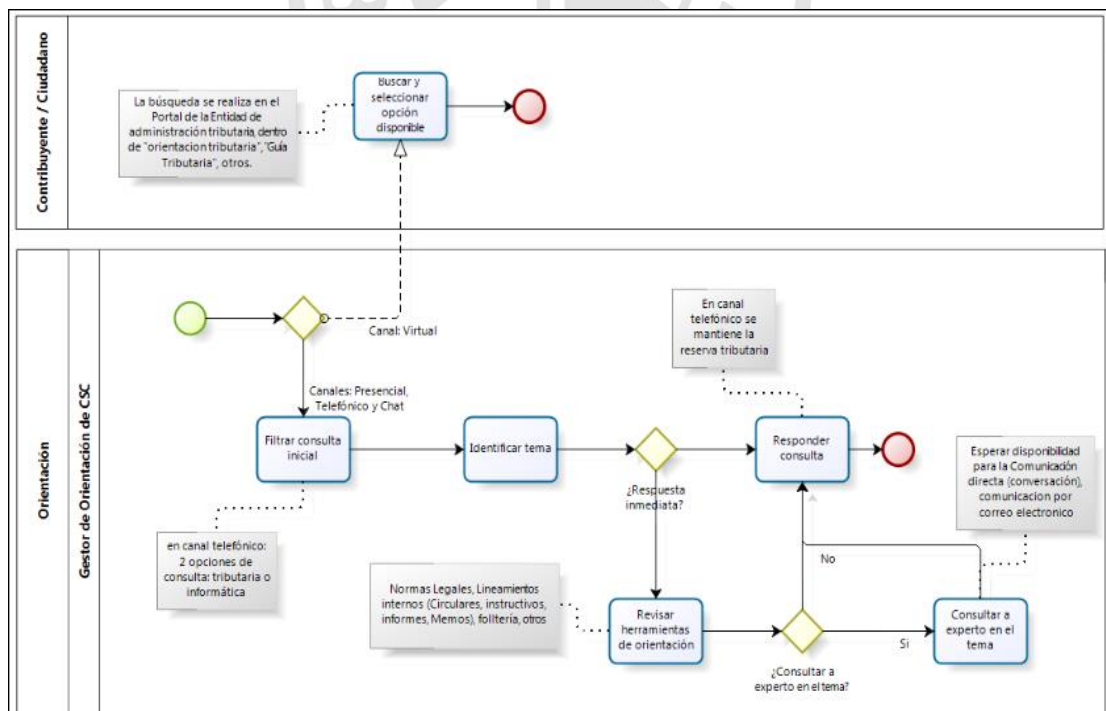 Contribuyente / Ciudadano
La búsqueda se realiza en el
Portal de la Entidad de
administración tributaria, dentro
de "orientacion tributaria", "Guía
Tributaria", otros.
Buscar y
seleccionar
opción
disponible
Orientación
Gestor de Orientación de CSC
Canal: Virtual
Canales: Presencial,
Telefónico y Chat
En canal
telefónico se
mantiene la
reserva tributaria
Filtrar consulta
inicial
Identificar tema
¿Respuesta
inmediata?
Responder
consulta
Esperar disponibilidad
para la Comunicación
directa (conversación),
comunicacion por
correo electronico
en canal telefónico:
2 opciones de
consulta: tributaria o
informática
Normas Legales, Lineamientos
internos (Circulares, instructivos,
informes, Memos), folltería, otros
Revisar
herramientas
de orientación
No
¿Consultar a
experto en el tema?
Si
Consultar a
experto en el
tema